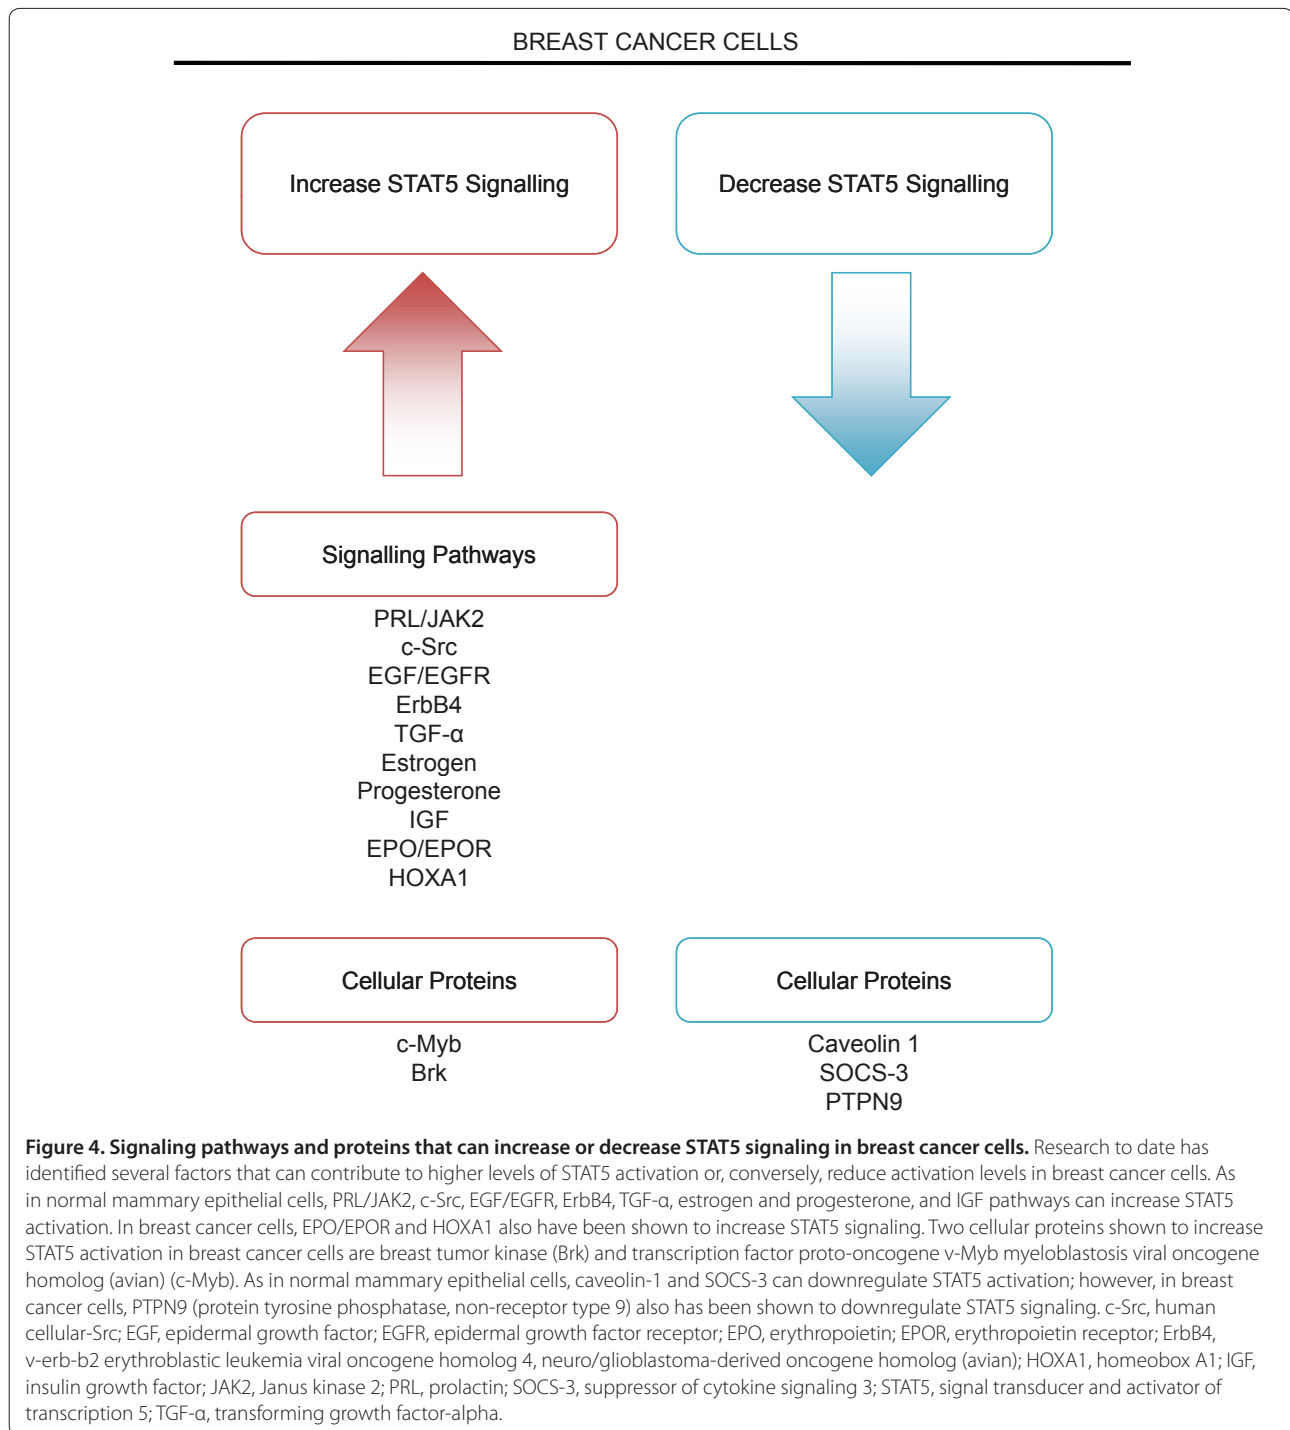 BREAST CANCER CELLS
Increase STAT5 Signalling
Decrease STAT5 Signalling
Signalling Pathways
PRL/JAK2
c-Src
EGF/EGFR
ErbB4
TGF-α
Estrogen
Progesterone
IGF
EPO/EPOR
HOXA1
Cellular Proteins
c-Myb
Brk
Cellular Proteins
Caveolin 1
SOCS-3
PTPN9
Figure 4. Signaling pathways and proteins that can increase or decrease STAT5 signaling in breast cancer cells. Research to date has
identified several factors that can contribute to higher levels of STAT5 activation or, conversely, reduce activation levels in breast cancer cells. As
in normal mammary epithelial cells, PRL/JAK2, c-Src, EGF/EGFR, ErbB4, TGF-α, estrogen and progesterone, and IGF pathways can increase STAT5
activation. In breast cancer cells, EPO/EPOR and HOXA1 also have been shown to increase STAT5 signaling. Two cellular proteins shown to increase
STAT5 activation in breast cancer cells are breast tumor kinase (Brk) and transcription factor proto-oncogene v-Myb myeloblastosis viral oncogene
homolog (avian) (c-Myb). As in normal mammary epithelial cells, caveolin-1 and SOCS-3 can downregulate STAT5 activation; however, in breast
cancer cells, PTPN9 (protein tyrosine phosphatase, non-receptor type 9) also has been shown to downregulate STAT5 signaling. c-Src, human
cellular-Src; EGF, epidermal growth factor; EGFR, epidermal growth factor receptor; EPO, erythropoietin; EPOR, erythropoietin receptor; ErbB4,
v-erb-b2 erythroblastic leukemia viral oncogene homolog 4, neuro/glioblastoma-derived oncogene homolog (avian); HOXA1, homeobox A1; IGF,
insulin growth factor; JAK2, Janus kinase 2; PRL, prolactin; SOCS-3, suppressor of cytokine signaling 3; STAT5, signal transducer and activator of
transcription 5; TGF-α, transforming growth factor-alpha.